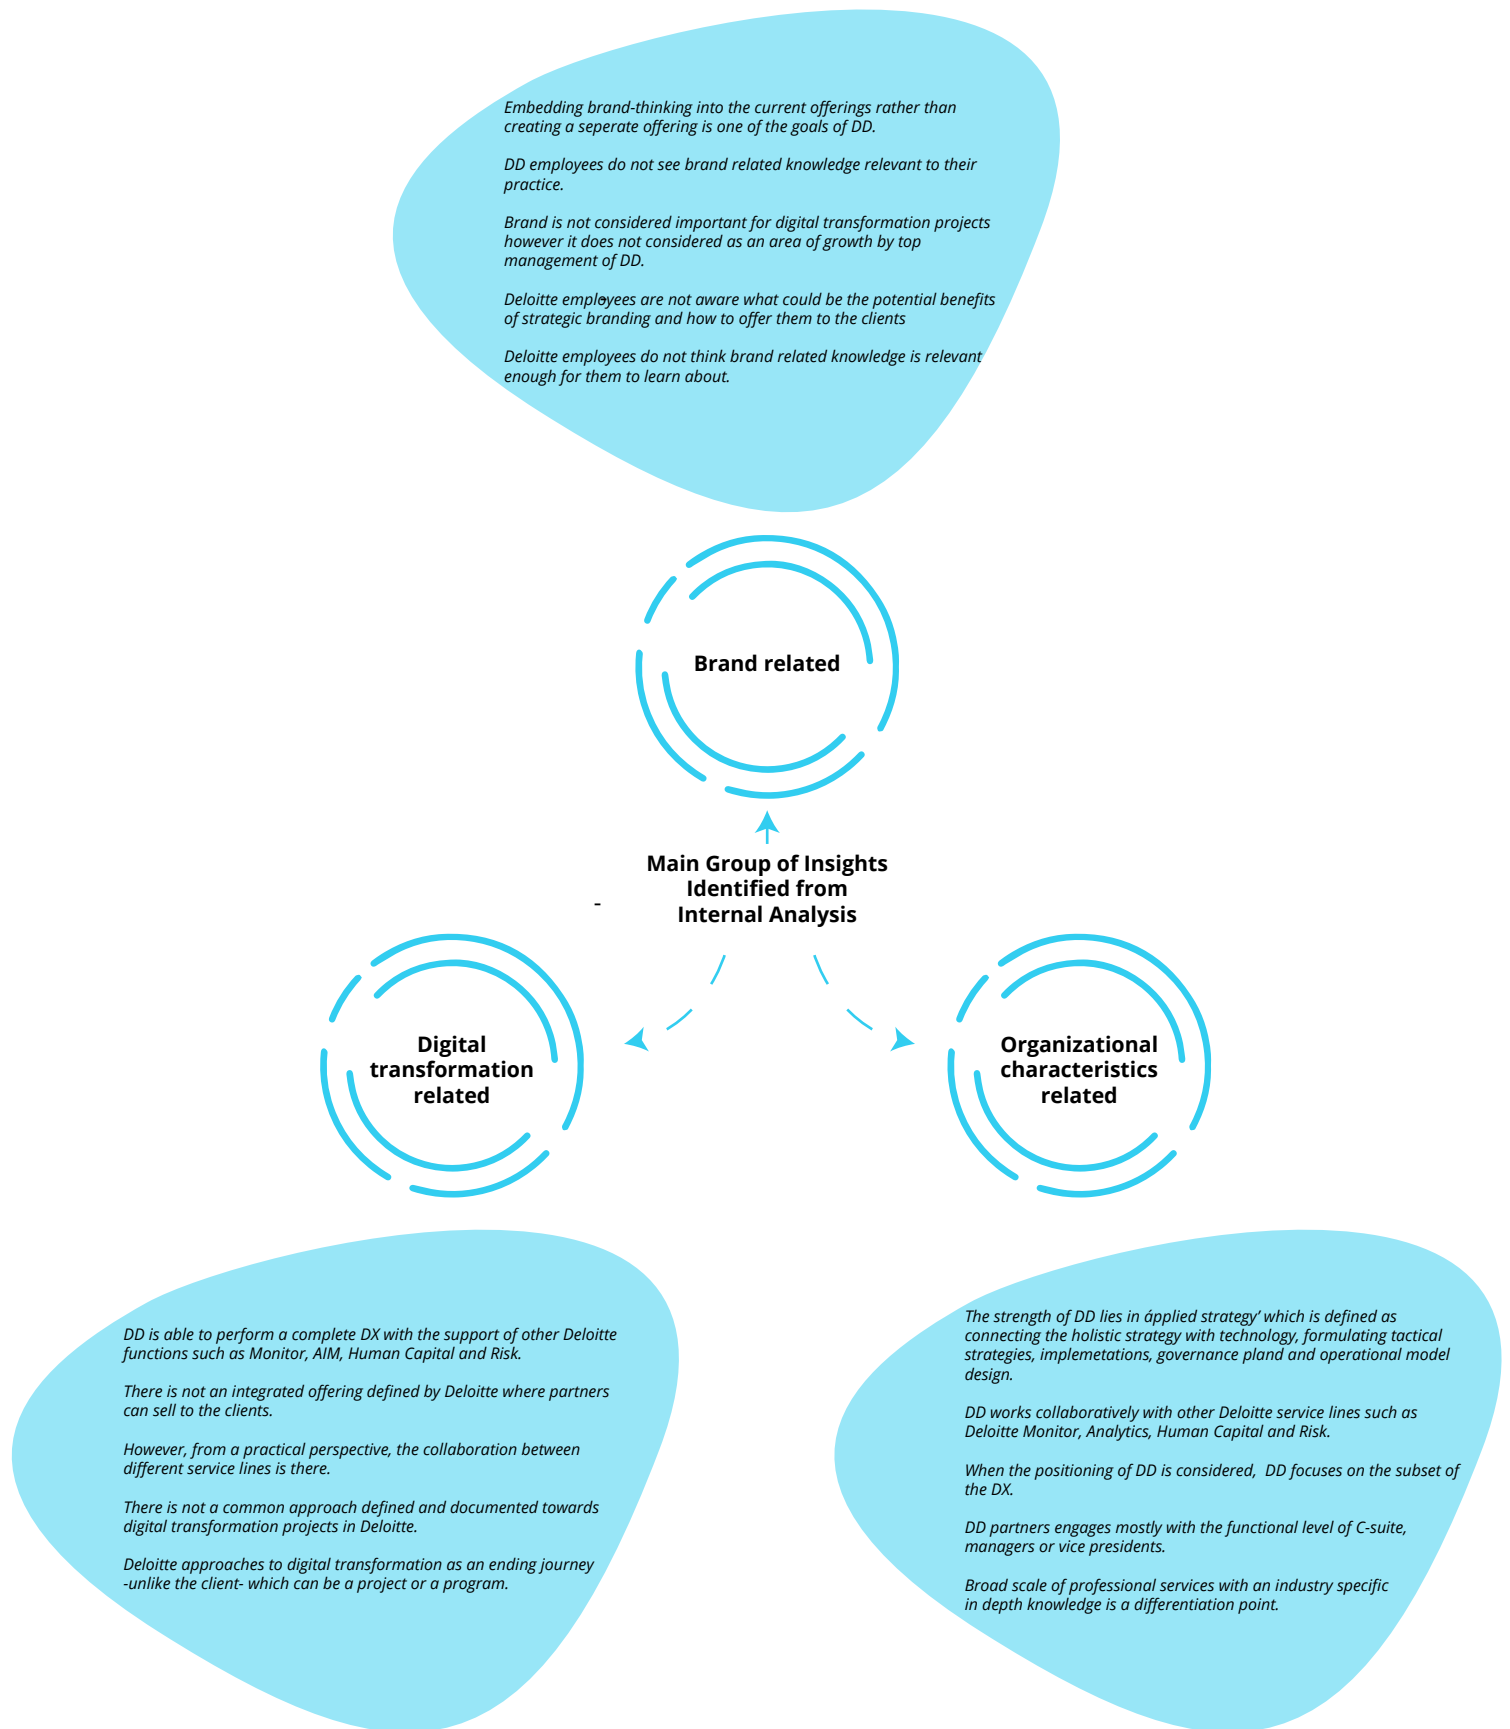 Embedding brand-thinking into the current offerings rather than
creating a seperate offering is one of the goals of DD.
DD employees do not see brand related knowledge relevant to their
practice.
Brand is not considered important for digital transformation projects
however it does not considered as an area of growth by top
management of DD.
Deloitte employees are not aware what could be the potential benefits
of strategic branding and how to offer them to the clients
Deloitte employees do not think brand related knowledge is relevant
enough for them to learn about.
Brand related
Main Group of Insights
Identified from
Internal Analysis
-
Digital
transformation
related
Organizational
characteristics
related
DD is able to perform a complete DX with the support of other Deloitte
functions such as Monitor, AIM, Human Capital and Risk.
There is not an integrated offering defined by Deloitte where partners
can sell to the clients.
However, from a practical perspective, the collaboration between
different service lines is there.
There is not a common approach defined and documented towards
digital transformation projects in Deloitte.
Deloitte approaches to digital transformation as an ending journey
-unlike the client- which can be a project or a program.
The strength of DD lies in ápplied strategy’ which is defined as
connecting the holistic strategy with technology, formulating tactical
strategies, implemetations, governance pland and operational model
design.
DD works collaboratively with other Deloitte service lines such as
Deloitte Monitor, Analytics, Human Capital and Risk.
When the positioning of DD is considered,  DD focuses on the subset of
the DX.
DD partners engages mostly with the functional level of C-suite,
managers or vice presidents.
Broad scale of professional services with an industry specific
in depth knowledge is a differentiation point.